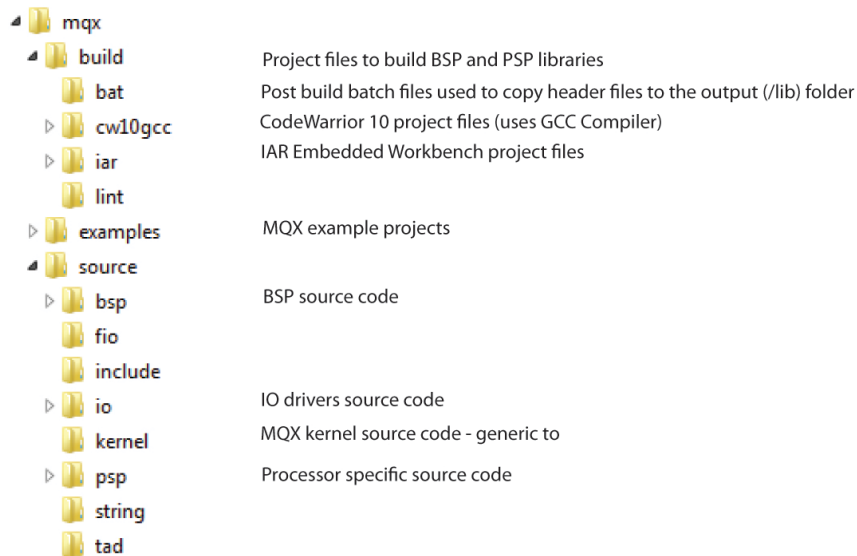 mqx
build Project files to build BSP and PSP libraries
bat Post build batch files used to copy header files to the output (/lib) folder
cw10gcc CodeWarrior 10 project files (uses GCC Compiler)
iar IAR Embedded Workbench project files
lint
examples MQX example projects
source
bsp BSP source code
fio
include
io IO drivers source code
kernel MQX kernel source code - generic to
psp Processor specific source code
string
tad